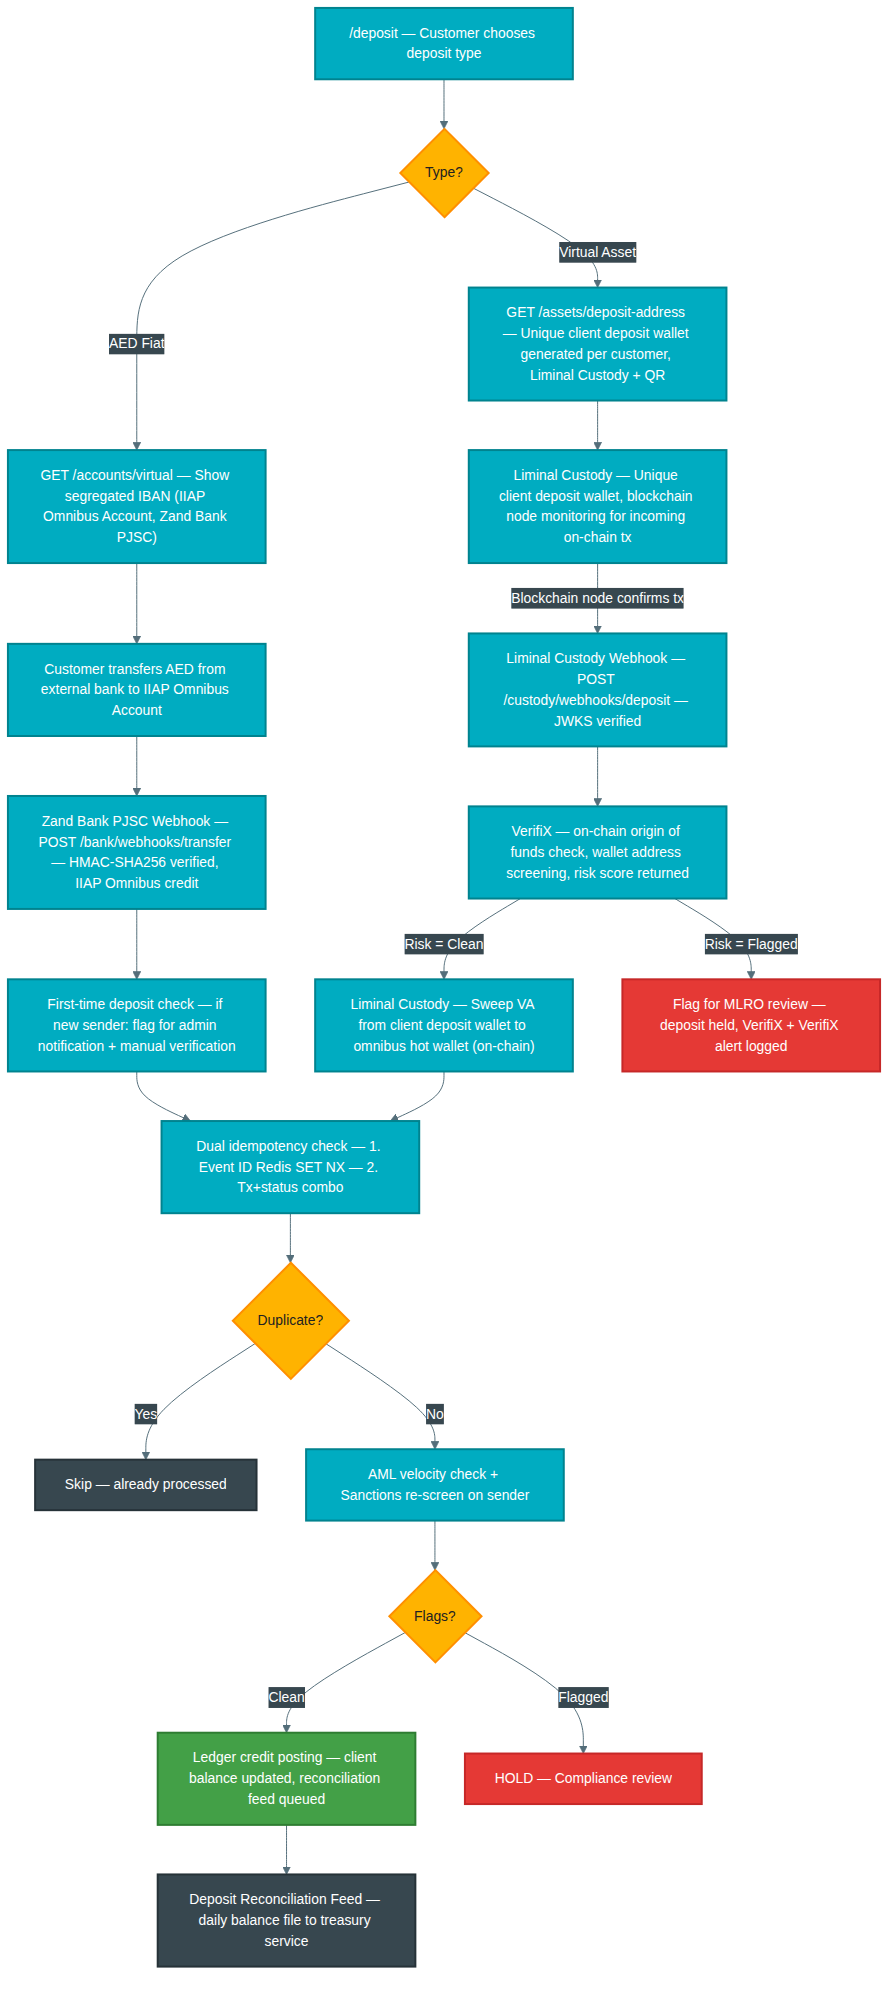 /deposit — Customer chooses
deposit type
Type?
Virtual Asset
GET /assets/deposit-address
— Unique client deposit wallet
generated per customer,
Liminal Custody + QR
AED Fiat
GET /accounts/virtual — Show
segregated IBAN (IIAP
Omnibus Account, Zand Bank
PJSC)
Liminal Custody — Unique
client deposit wallet, blockchain
node monitoring for incoming
on-chain tx
Blockchain node confirms tx
Customer transfers AED from
external bank to IIAP Omnibus
Account
Liminal Custody Webhook —
POST
/custody/webhooks/deposit —
JWKS verified
Zand Bank PJSC Webhook —
POST /bank/webhooks/transfer
— HMAC-SHA256 verified,
IIAP Omnibus credit
VerifiX — on-chain origin of
funds check, wallet address
screening, risk score returned
Risk = Clean
Risk = Flagged
First-time deposit check — if
new sender: flag for admin
notification + manual verification
Liminal Custody — Sweep VA
from client deposit wallet to
omnibus hot wallet (on-chain)
Flag for MLRO review —
deposit held, VerifiX + VerifiX
alert logged
Dual idempotency check — 1.
Event ID Redis SET NX — 2.
Tx+status combo
Duplicate?
Yes
No
Skip — already processed
AML velocity check +
Sanctions re-screen on sender
Flags?
Clean
Flagged
Ledger credit posting — client
balance updated, reconciliation
feed queued
HOLD — Compliance review
Deposit Reconciliation Feed —
daily balance file to treasury
service